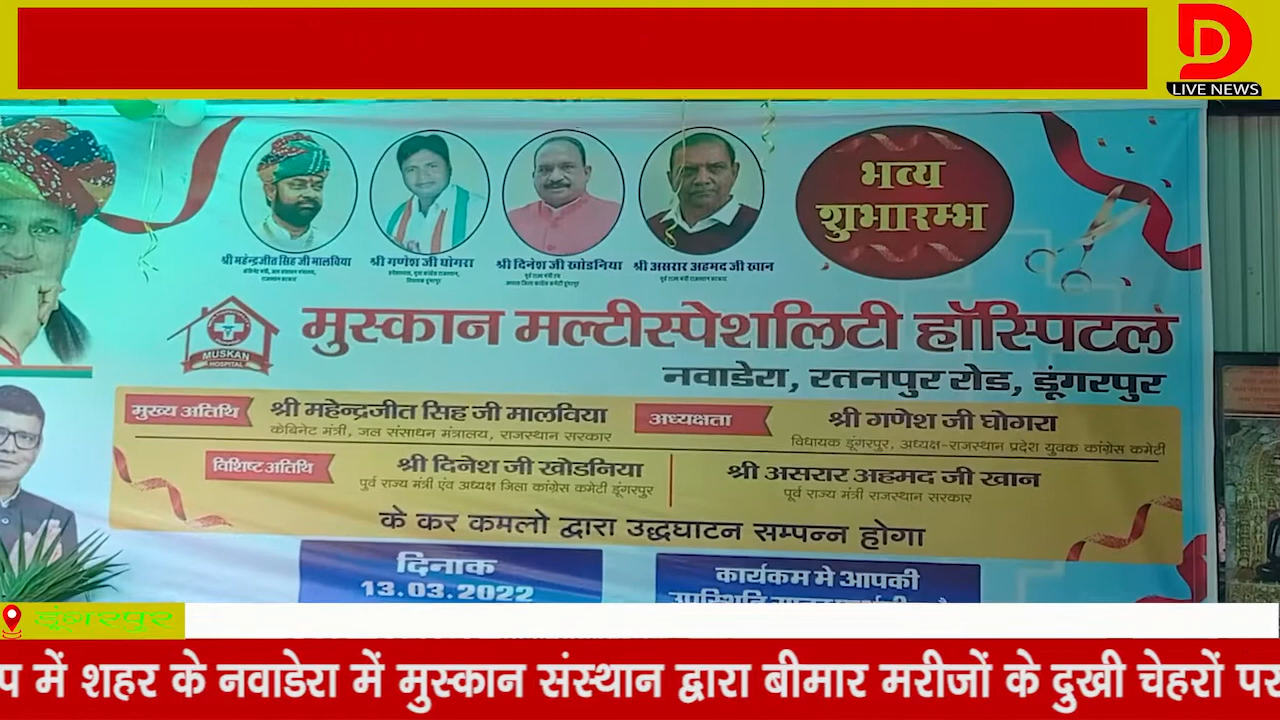 LIVE NEWS
भव्य
शुभारम्भ
श्री महेन्द्रजीत सिंह जी मालविया
श्री गणेश जी घोगरा
श्री दिनेश जी खोडनिया
श्री असरार अहमद जी खान
पूर्व राज्य मंत्री राजस्थान सरकार
मुस्कान मल्टीस्पेशलिटी हॉस्पिटल
MUSKAN
HOSPITAL
नवाडेरा, रतनपुर रोड, डूंगरपुर
मुख्य अतिथि
श्री महेन्द्रजीत सिंह जी मालविया
केबिनेट मंत्री, जल संसाधन मंत्रालय, राजस्थान सरकार
अध्यक्षता
श्री गणेश जी घोगरा
विधायक डूंगरपुर, अध्यक्ष-राजस्थान प्रदेश युवक कांग्रेस कमेटी
विशिष्ट अतिथि
श्री दिनेश जी खोडनिया
पुर्व राज्य मंत्री एंव अध्यक्ष जिला कांग्रेस कमेटी डूंगरपुर
श्री असरार अहमद जी खान
पूर्व राज्य मंत्री राजस्थान सरकार
के कर कमलो द्वारा उद्धघाटन सम्पन्न होगा
दिनाक
13.03.2022
कार्यकम मे आपकी
डूंगरपुर
प में शहर के नवाडेरा में मुस्कान संस्थान द्वारा बीमार मरीजों के दुखी चेहरों पर